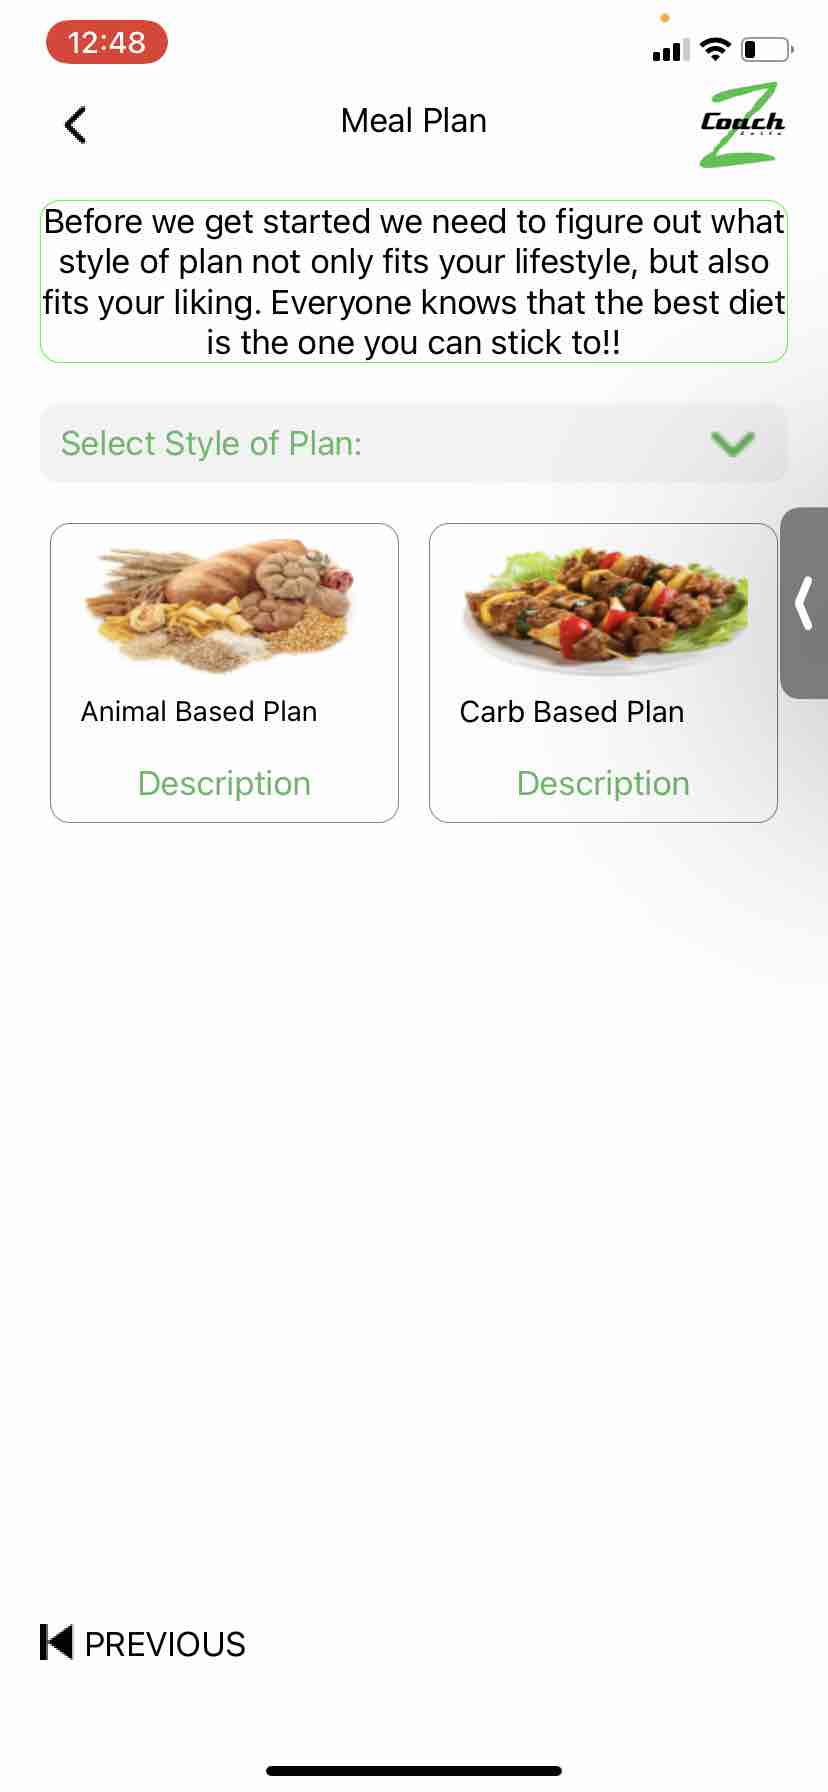 12:48
Meal Plan
Coach
Before we get started we need to figure out what
style of plan not only fits your lifestyle, but also
fits your liking. Everyone knows that the best diet
is the one you can stick to!!
Select Style of Plan:
Animal Based Plan
Carb Based Plan
Description
Description
PREVIOUS